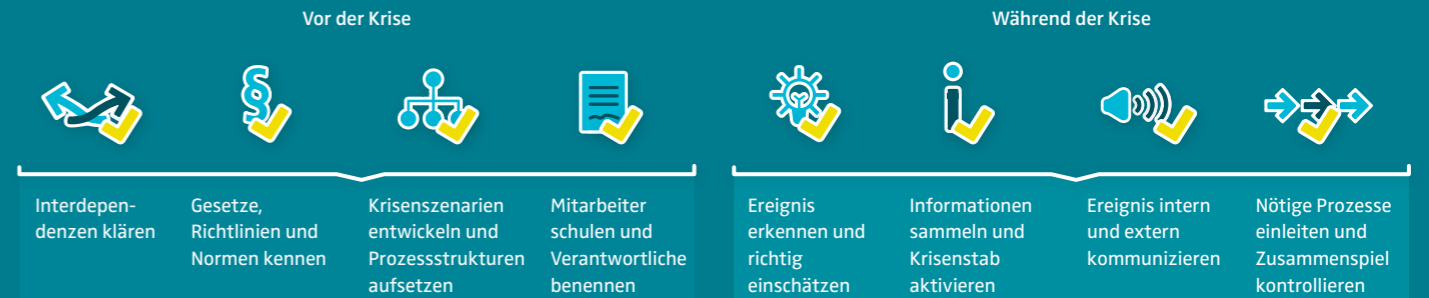 Vor der Krise
Während der Krise
§
Interdepen-
denzen klären
Gesetze,
Richtlinien und
Normen kennen
Krisenszenarien
entwickeln und
Prozessstrukturen
aufsetzen
Mitarbeiter
schulen und
Verantwortliche
benennen
Ereignis
erkennen und
richtig
einschätzen
Informationen
sammeln und
Krisenstab
aktivieren
Ereignis intern
und extern
kommunizieren
Nötige Prozesse
einleiten und
Zusammenspiel
kontrollieren